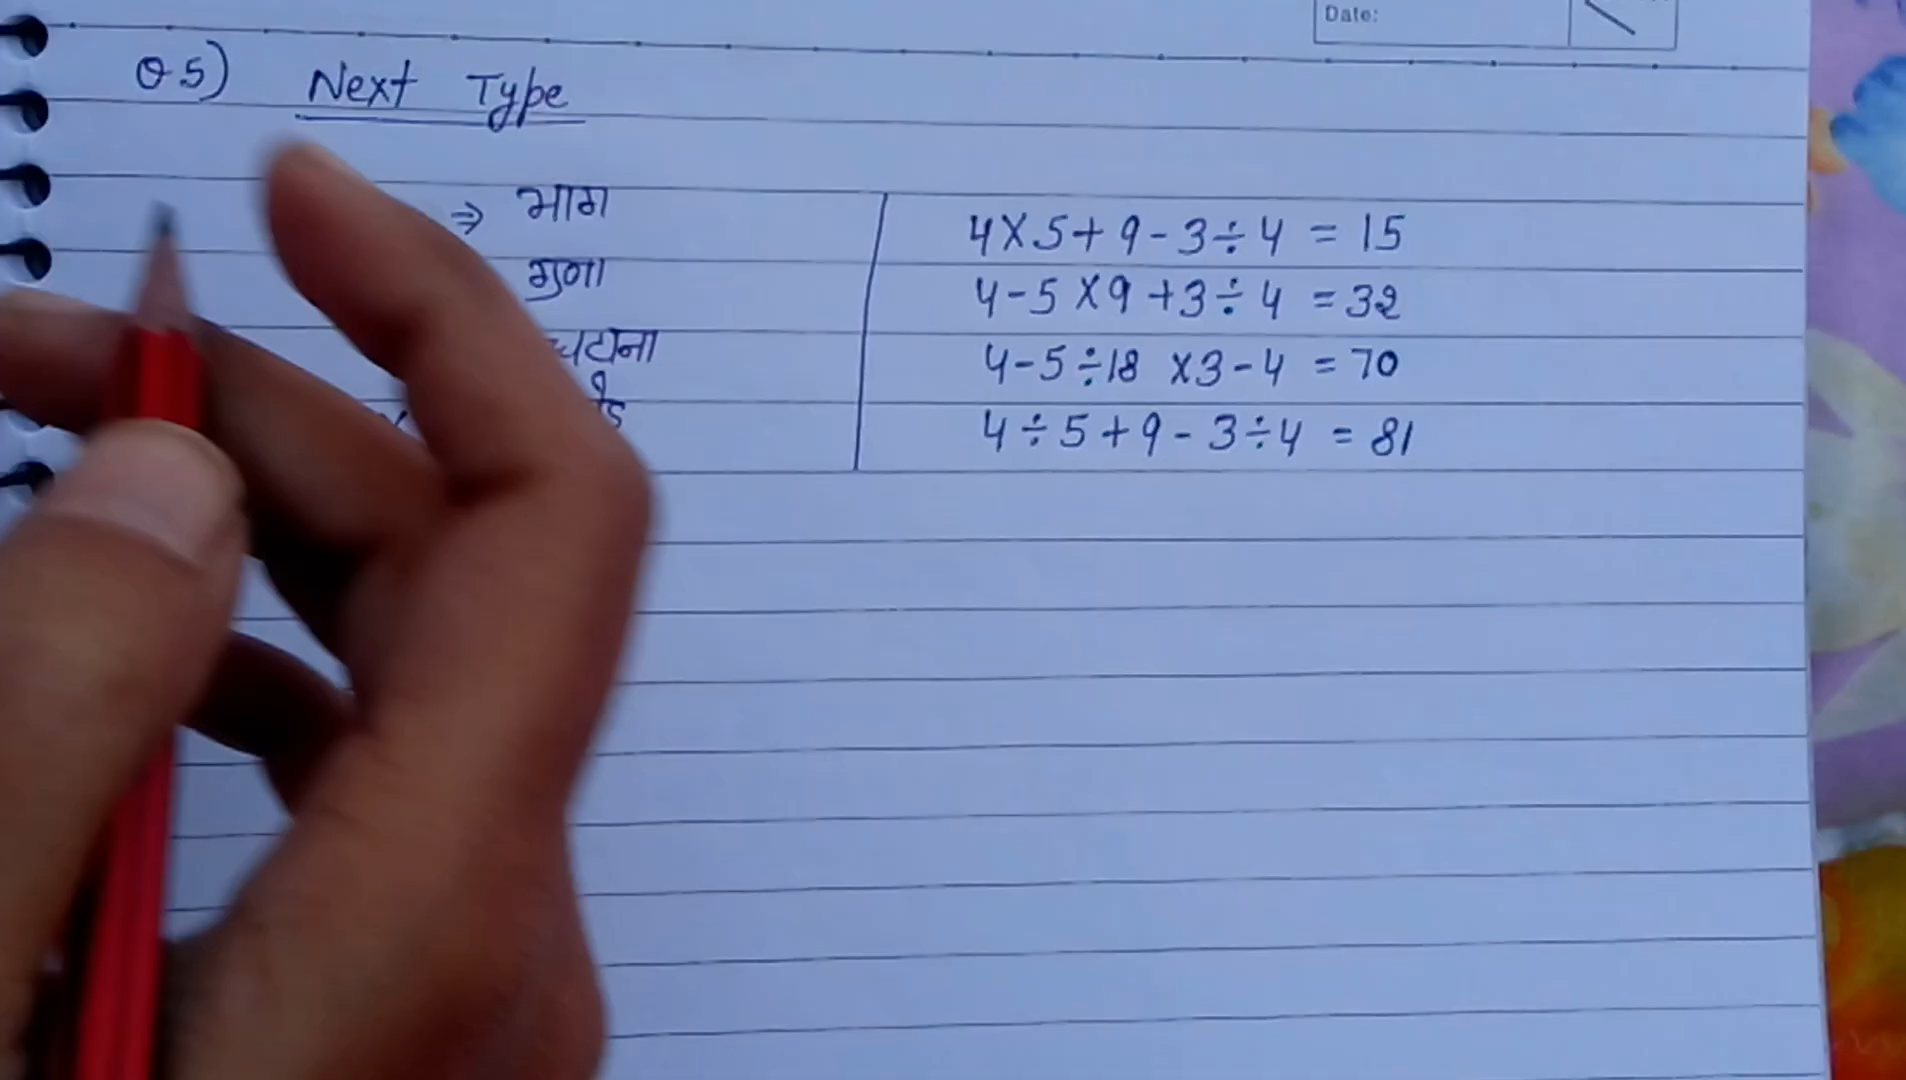 Date:
Q 5) Next Type
⇒ भाग
गुणा
घटाना
4×5+9-3÷4 = 15
4-5×9+3÷4 = 32
4-5÷18×3-4 = 70
4÷5+9-3÷4 = 81